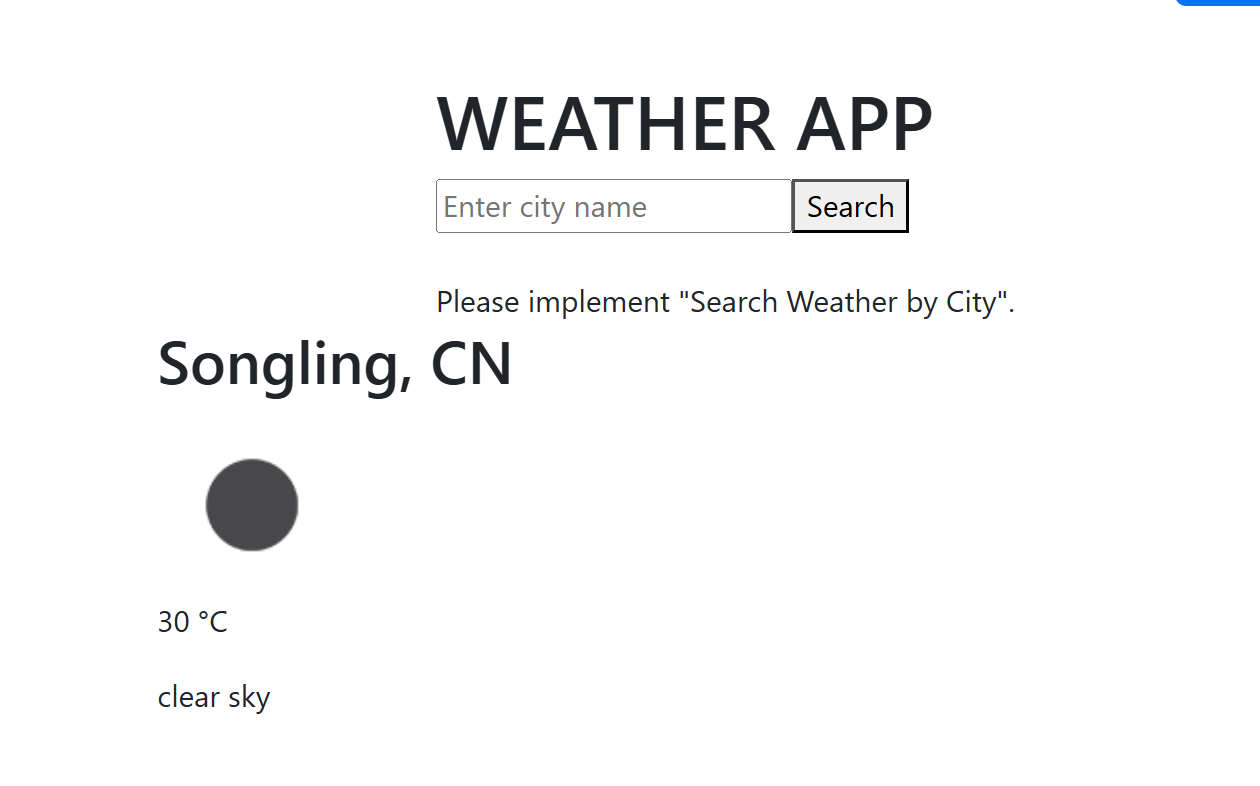 WEATHER APP
Enter city name Search
Please implement "Search Weather by City".
Songling, CN
30 °C
clear sky